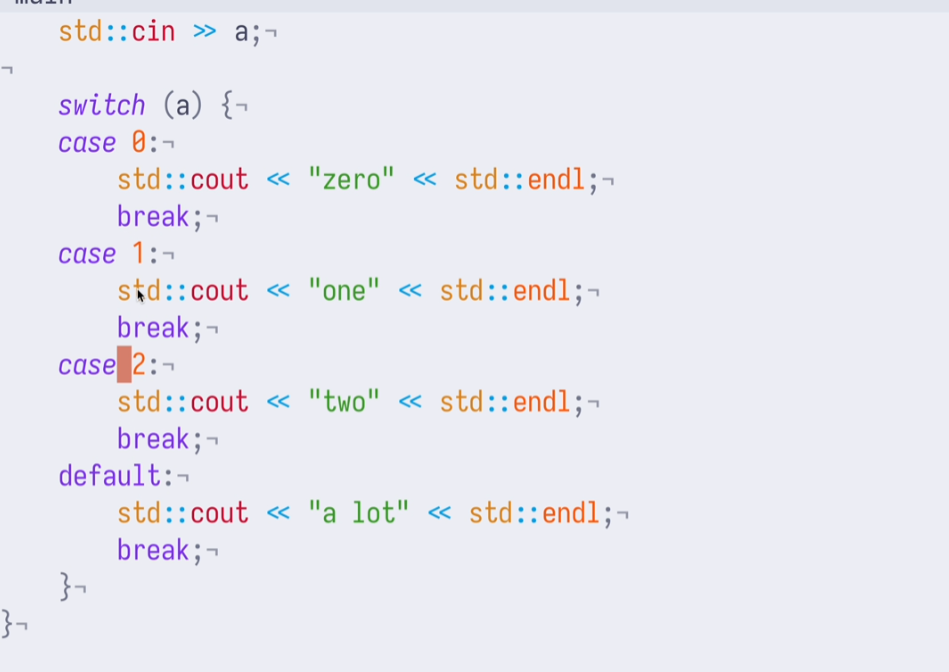 main
std::cin >> a;¬
¬
switch (a) {¬
case 0:¬
std::cout << "zero" << std::endl;¬
break;¬
case 1:¬
std::cout << "one" << std::endl;¬
break;¬
case 2:¬
std::cout << "two" << std::endl;¬
break;¬
default:¬
std::cout << "a lot" << std::endl;¬
break;¬
}¬
}¬